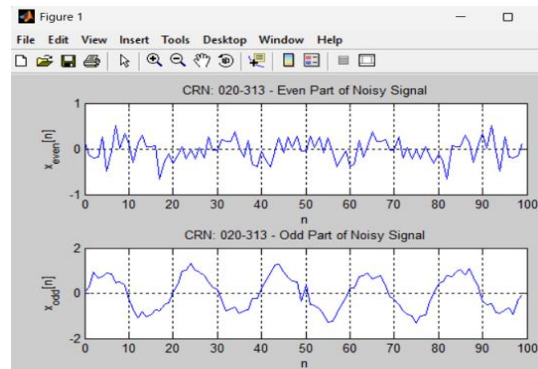 Figure 1
File Edit View Insert Tools Desktop Window Help
CRN: 020-313 - Even Part of Noisy Signal
1
0
-1
x_even[n]
0 10 20 30 40 50 60 70 80 90 100
n
CRN: 020-313 - Odd Part of Noisy Signal
2
0
-2
x_odd[n]
0 10 20 30 40 50 60 70 80 90 100
n